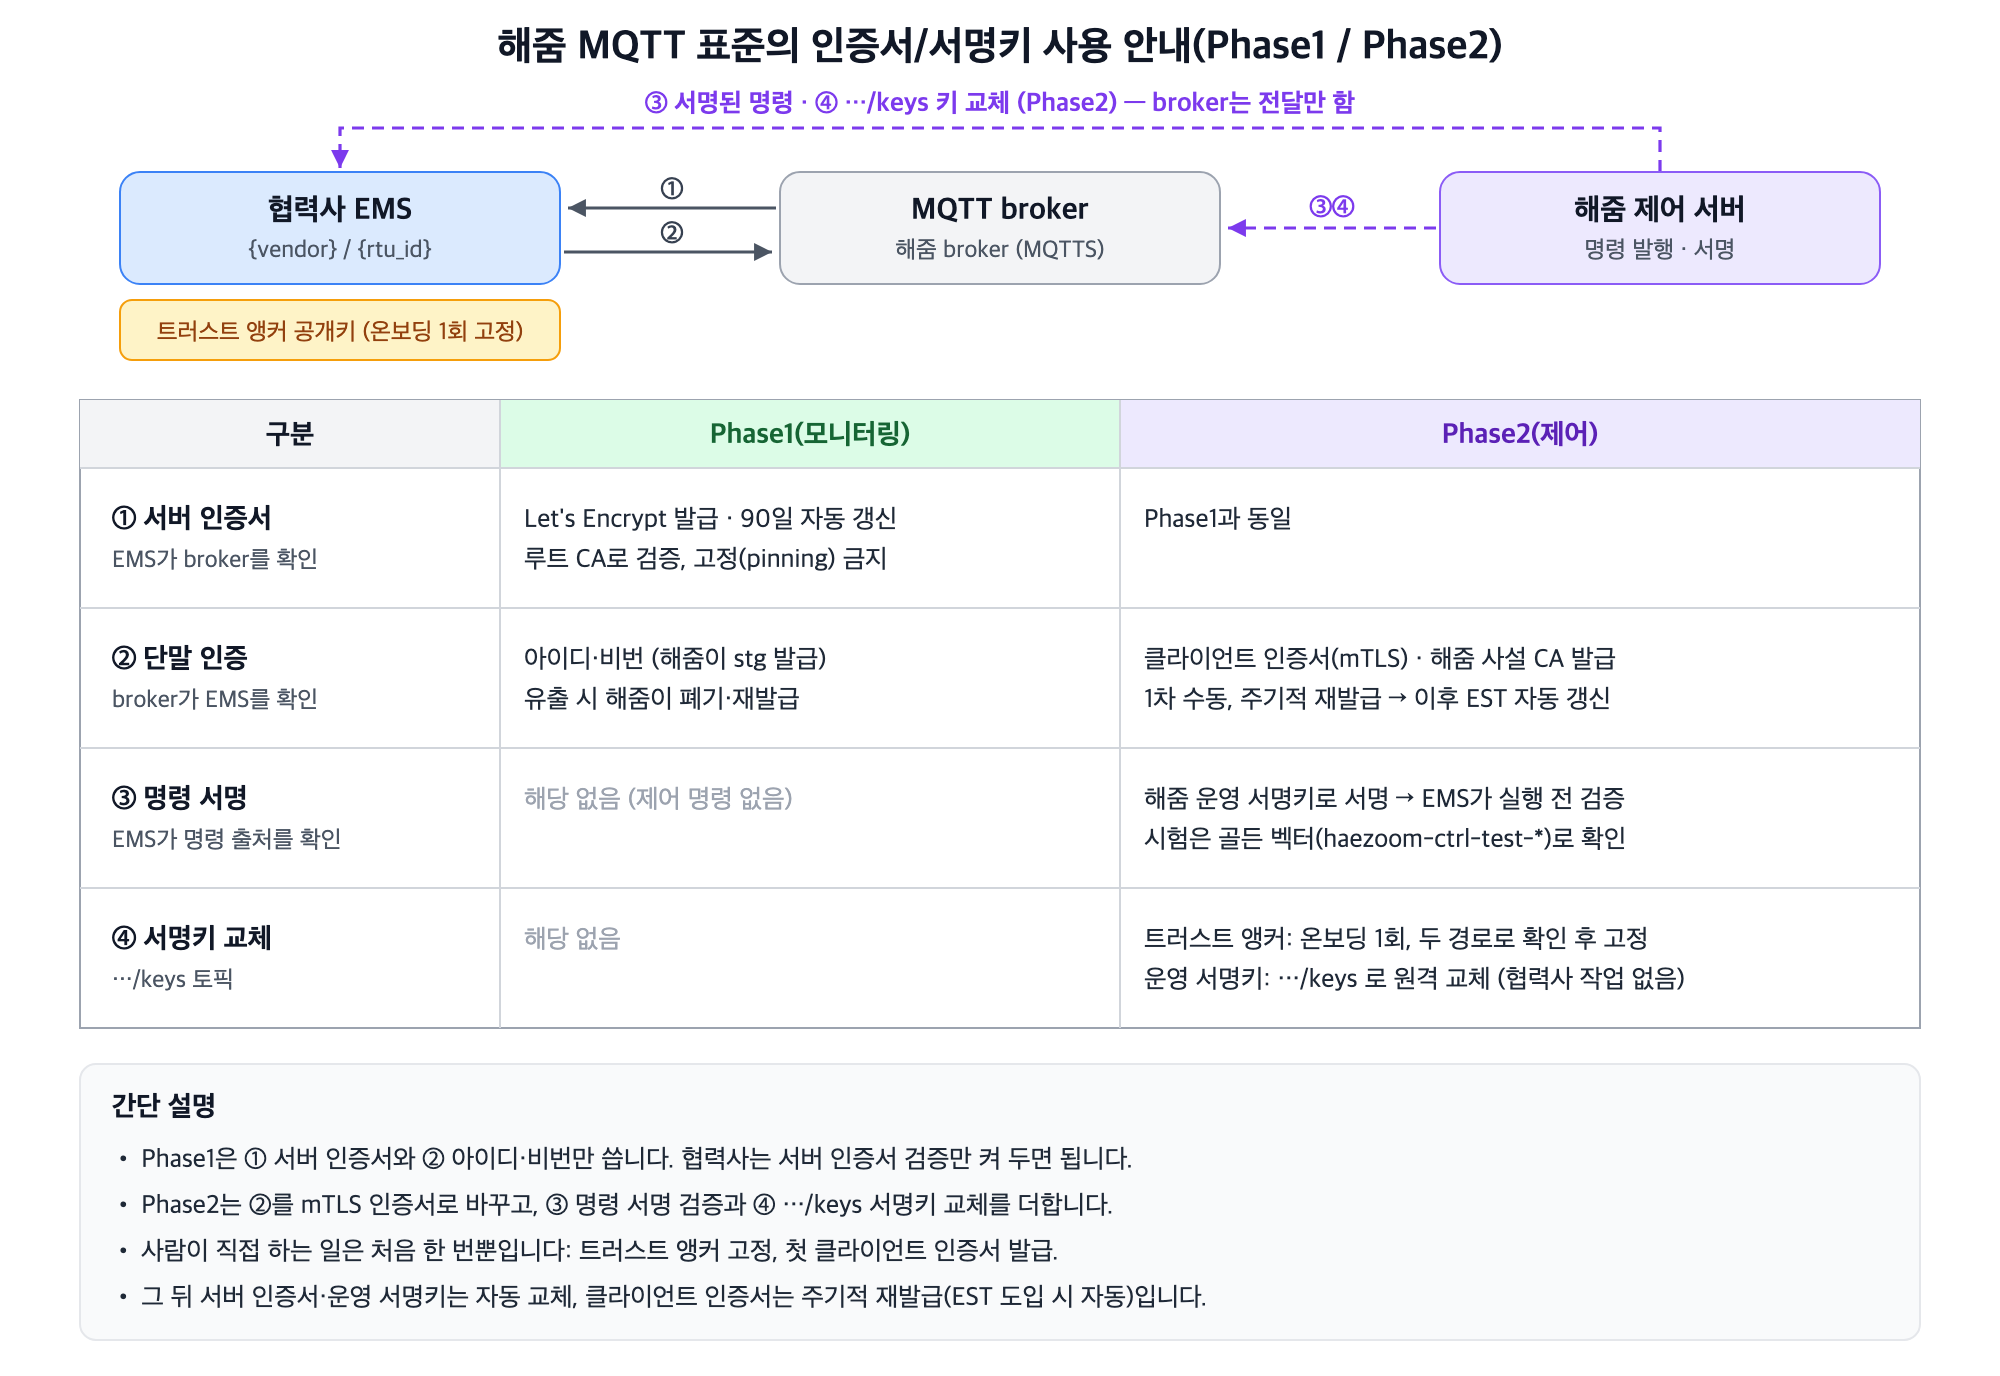 해줌 MQTT 표준의 인증서/서명키 사용 안내(Phase1 / Phase2)
③ 서명된 명령 · ④ …/keys 키 교체 (Phase2) — broker는 전달만 함
협력사 EMS
{vendor} / {rtu_id}
①
②
MQTT broker
해줌 broker (MQTTS)
③④
해줌 제어 서버
명령 발행 · 서명
트러스트 앵커 공개키 (온보딩 1회 고정)
구분
Phase1(모니터링)
Phase2(제어)
① 서버 인증서
EMS가 broker를 확인
Let's Encrypt 발급 · 90일 자동 갱신
루트 CA로 검증, 고정(pinning) 금지
Phase1과 동일
② 단말 인증
broker가 EMS를 확인
아이디·비번 (해줌이 stg 발급)
유출 시 해줌이 폐기·재발급
클라이언트 인증서(mTLS) · 해줌 사설 CA 발급
1차 수동, 주기적 재발급 → 이후 EST 자동 갱신
③ 명령 서명
EMS가 명령 출처를 확인
해당 없음 (제어 명령 없음)
해줌 운영 서명키로 서명 → EMS가 실행 전 검증
시험은 골든 벡터(haezoom-ctrl-test-*)로 확인
④ 서명키 교체
…/keys 토픽
해당 없음
트러스트 앵커: 온보딩 1회, 두 경로로 확인 후 고정
운영 서명키: …/keys 로 원격 교체 (협력사 작업 없음)
간단 설명
• Phase1은 ① 서버 인증서와 ② 아이디·비번만 씁니다. 협력사는 서버 인증서 검증만 켜 두면 됩니다.
• Phase2는 ②를 mTLS 인증서로 바꾸고, ③ 명령 서명 검증과 ④ …/keys 서명키 교체를 더합니다.
• 사람이 직접 하는 일은 처음 한 번뿐입니다: 트러스트 앵커 고정, 첫 클라이언트 인증서 발급.
• 그 뒤 서버 인증서·운영 서명키는 자동 교체, 클라이언트 인증서는 주기적 재발급(EST 도입 시 자동)입니다.